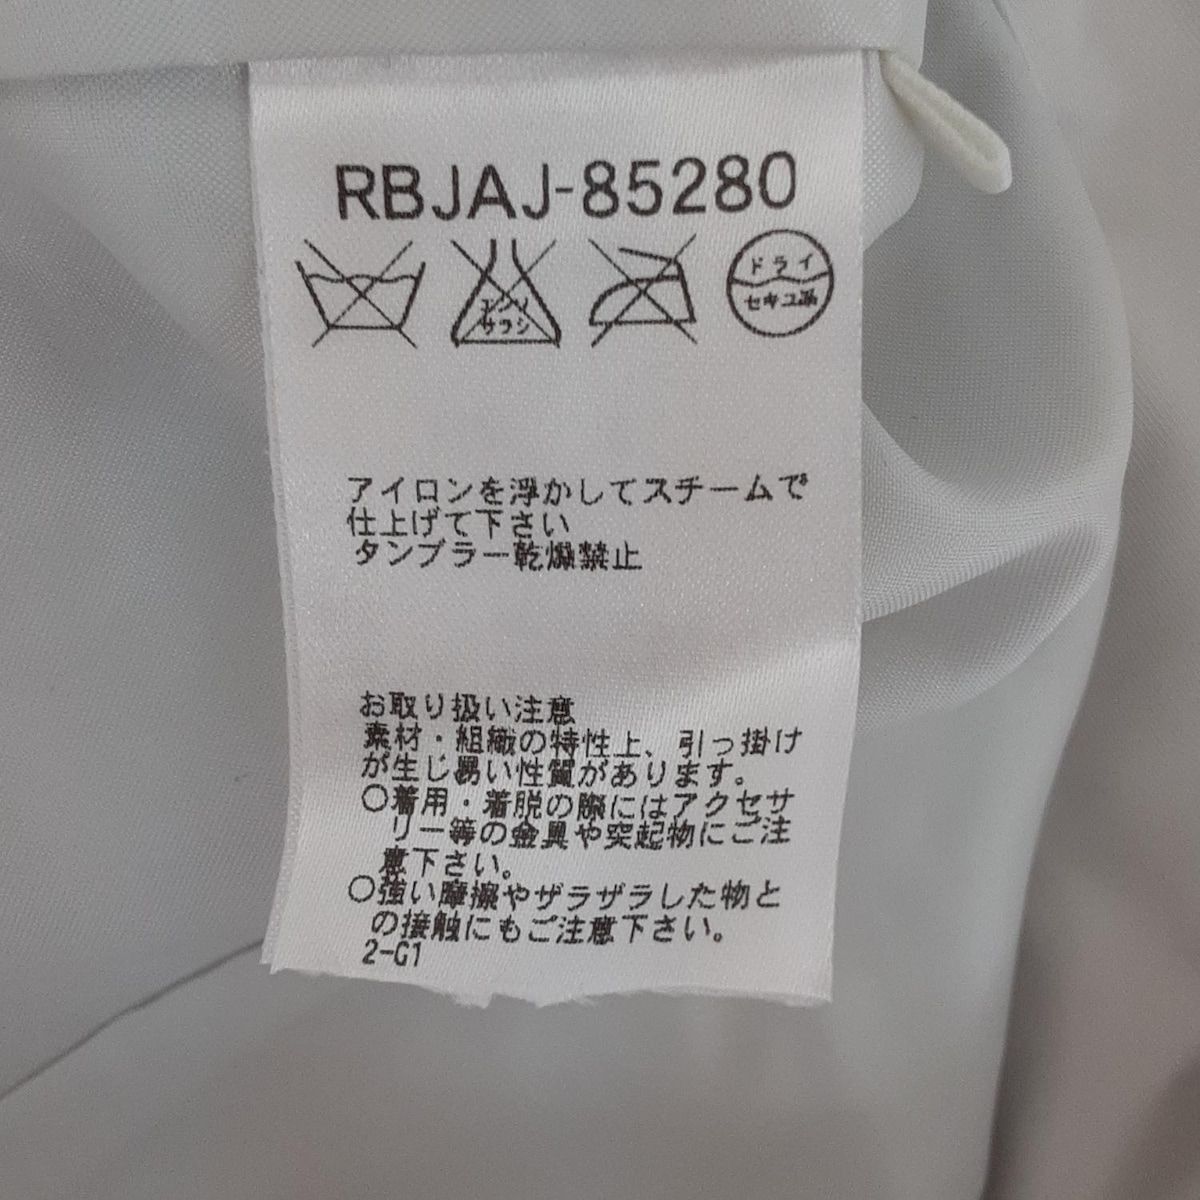 RBJAJ-85280
エンソ サラシ
ドライ
セキユ系
アイロンを浮かしてスチームで
仕上げて下さい
タンブラー乾燥禁止
お取り扱い注意
素材・組織の特性上、引っ掛け
が生じ易い性質があります。
○着用・着脱の際にはアクセサ
リー等の金具や突起物にご注
意下さい。
○強い摩擦やザラザラした物と
の接触にもご注意下さい。
2-G1